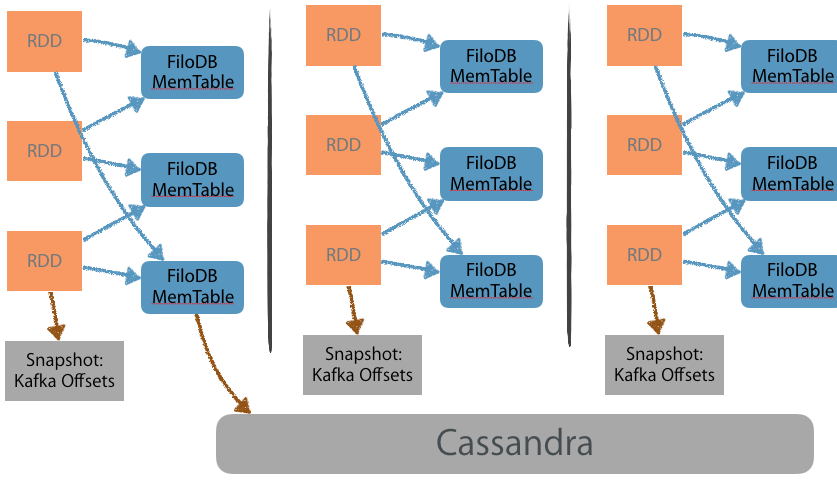 RDD
FiloDB
MemTable
RDD
FiloDB
MemTable
RDD
FiloDB
MemTable
Snapshot:
Kafka Offsets
RDD
FiloDB
MemTable
RDD
FiloDB
MemTable
RDD
FiloDB
MemTable
Snapshot:
Kafka Offsets
RDD
FiloDB
MemTable
RDD
FiloDB
MemTable
RDD
FiloDB
MemTable
Snapshot:
Kafka Offsets
Cassandra